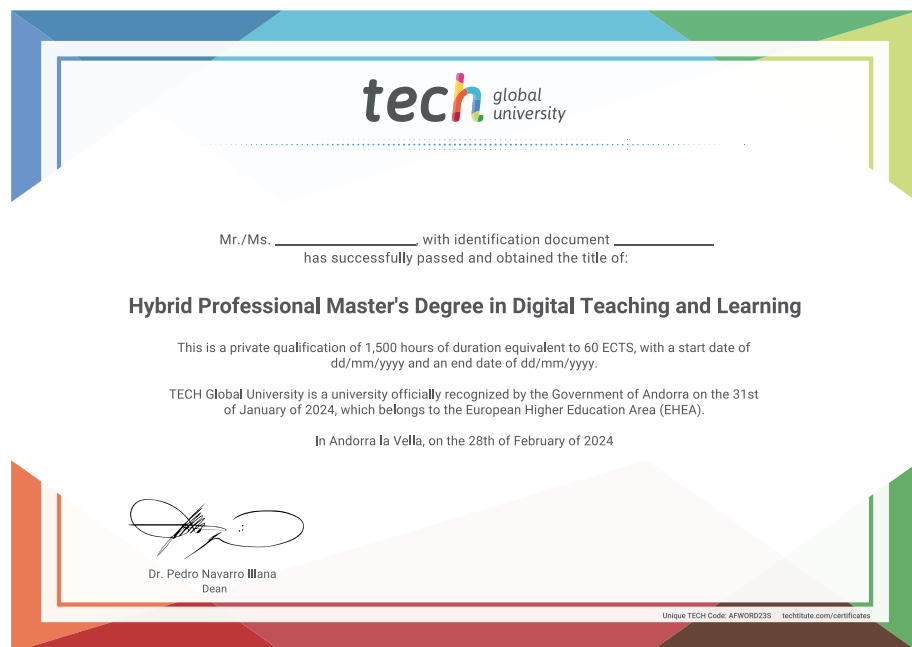 tech global
university
Mr./Ms. ________________, with identification document ___________
has successfully passed and obtained the title of:
Hybrid Professional Master's Degree in Digital Teaching and Learning
This is a private qualification of 1,500 hours of duration equivalent to 60 ECTS, with a start date of
dd/mm/yyyy and an end date of dd/mm/yyyy.
TECH Global University is a university officially recognized by the Government of Andorra on the 31st
of January of 2024, which belongs to the European Higher Education Area (EHEA).
In Andorra la Vella, on the 28th of February of 2024
Dr. Pedro Navarro Illana
Dean
Unique TECH Code: AFWORD23S techtitute.com/certificates